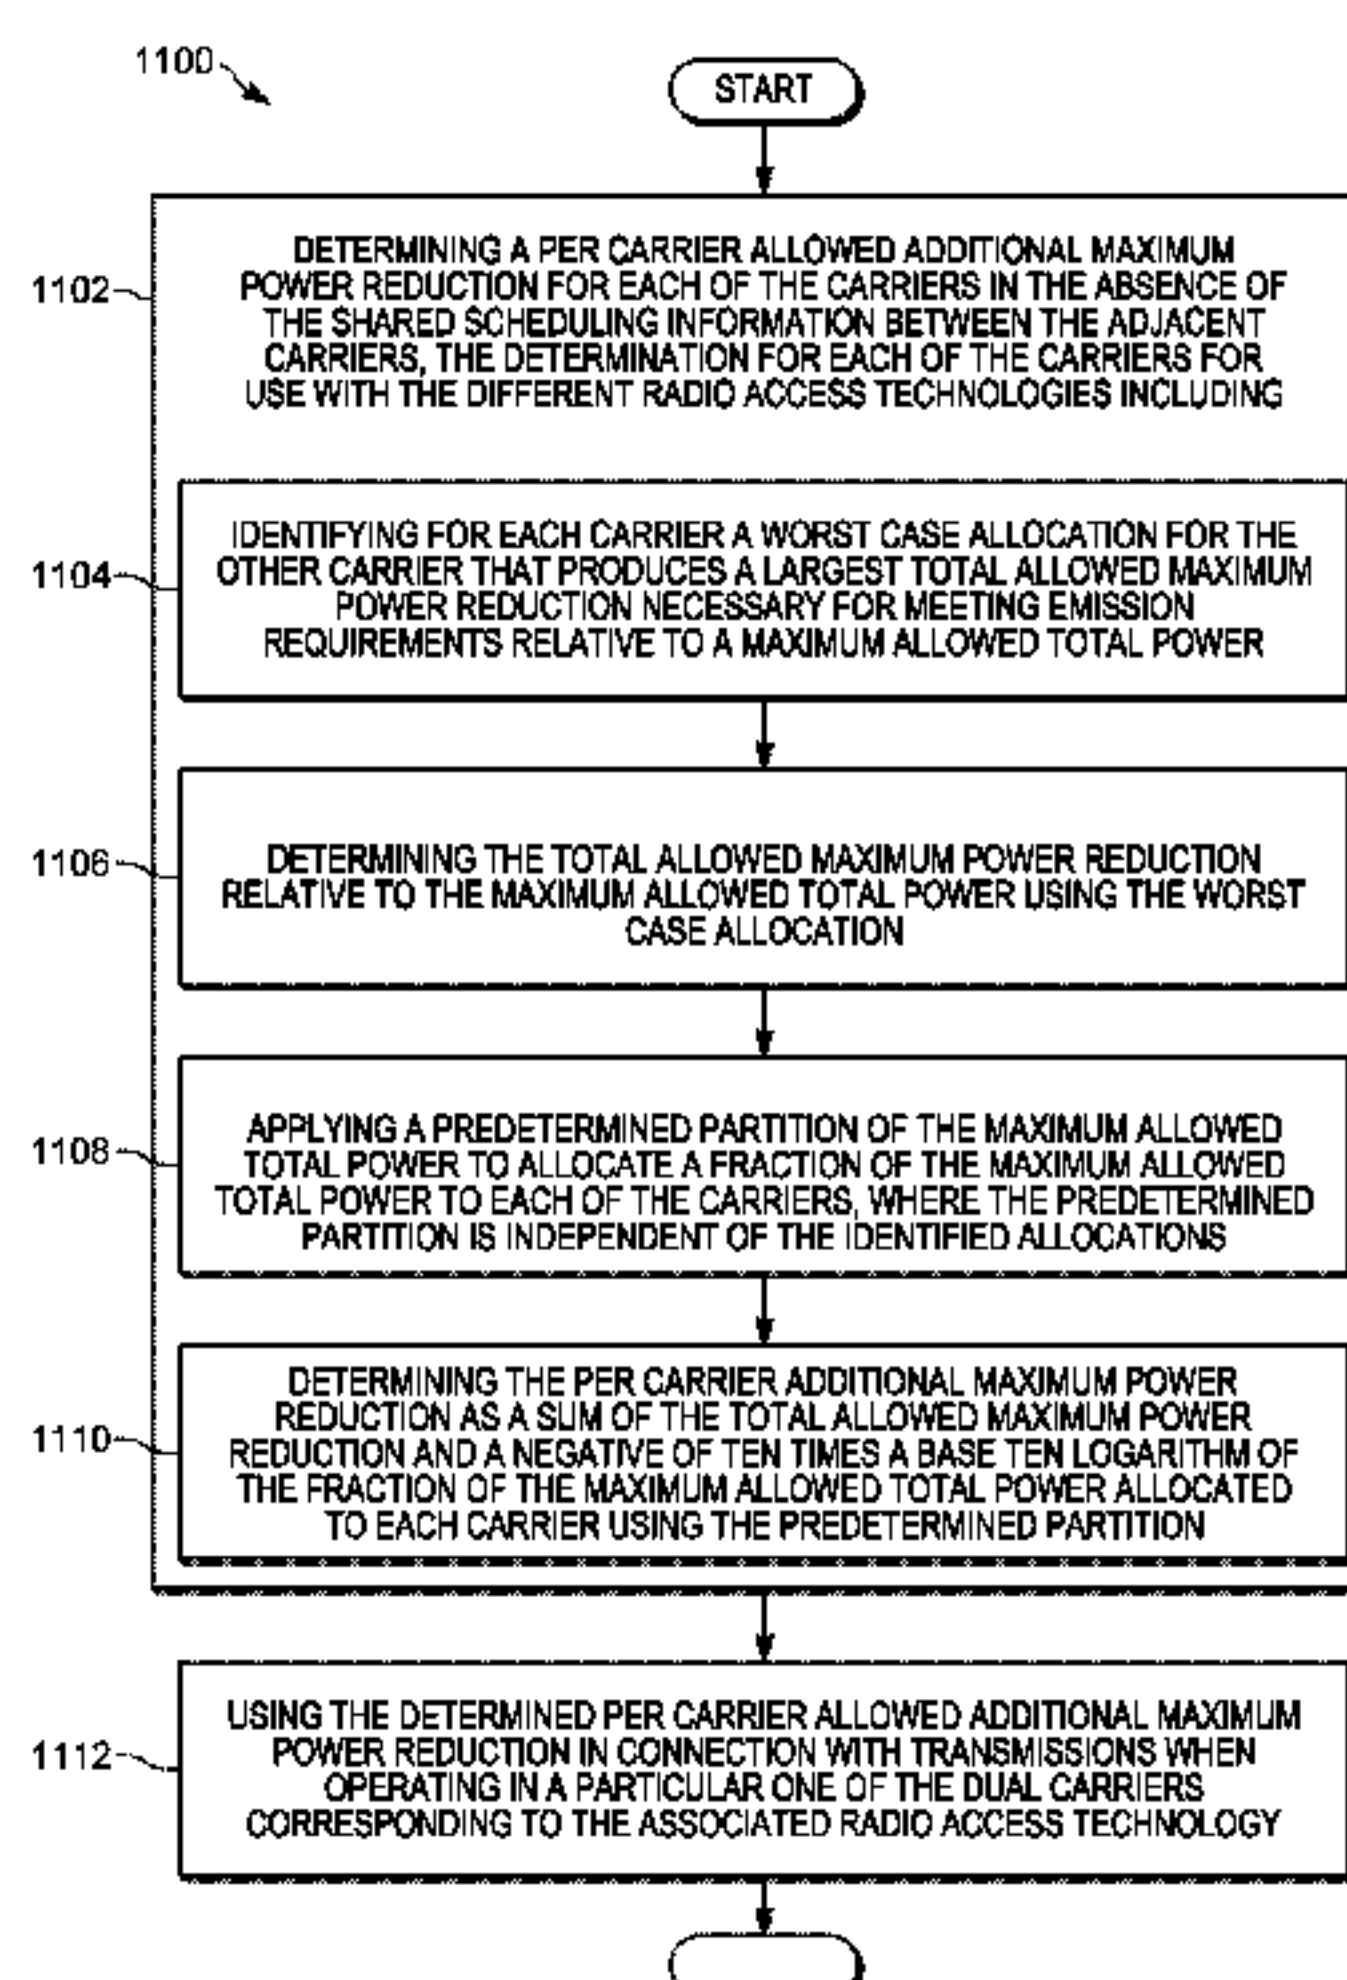 1100
START
1102
DETERMINING A PER CARRIER ALLOWED ADDITIONAL MAXIMUM
POWER REDUCTION FOR EACH OF THE CARRIERS IN THE ABSENCE OF
THE SHARED SCHEDULING INFORMATION BETWEEN THE ADJACENT
CARRIERS, THE DETERMINATION FOR EACH OF THE CARRIERS FOR
USE WITH THE DIFFERENT RADIO ACCESS TECHNOLOGIES INCLUDING
1104
IDENTIFYING FOR EACH CARRIER A WORST CASE ALLOCATION FOR THE
OTHER CARRIER THAT PRODUCES A LARGEST TOTAL ALLOWED MAXIMUM
POWER REDUCTION NECESSARY FOR MEETING EMISSION
REQUIREMENTS RELATIVE TO A MAXIMUM ALLOWED TOTAL POWER
1106
DETERMINING THE TOTAL ALLOWED MAXIMUM POWER REDUCTION
RELATIVE TO THE MAXIMUM ALLOWED TOTAL POWER USING THE WORST
CASE ALLOCATION
1108
APPLYING A PREDETERMINED PARTITION OF THE MAXIMUM ALLOWED
TOTAL POWER TO ALLOCATE A FRACTION OF THE MAXIMUM ALLOWED
TOTAL POWER TO EACH OF THE CARRIERS, WHERE THE PREDETERMINED
PARTITION IS INDEPENDENT OF THE IDENTIFIED ALLOCATIONS
1110
DETERMINING THE PER CARRIER ADDITIONAL MAXIMUM POWER
REDUCTION AS A SUM OF THE TOTAL ALLOWED MAXIMUM POWER
REDUCTION AND A NEGATIVE OF TEN TIMES A BASE TEN LOGARITHM OF
THE FRACTION OF THE MAXIMUM ALLOWED TOTAL POWER ALLOCATED
TO EACH CARRIER USING THE PREDETERMINED PARTITION
1112
USING THE DETERMINED PER CARRIER ALLOWED ADDITIONAL MAXIMUM
POWER REDUCTION IN CONNECTION WITH TRANSMISSIONS WHEN
OPERATING IN A PARTICULAR ONE OF THE DUAL CARRIERS
CORRESPONDING TO THE ASSOCIATED RADIO ACCESS TECHNOLOGY